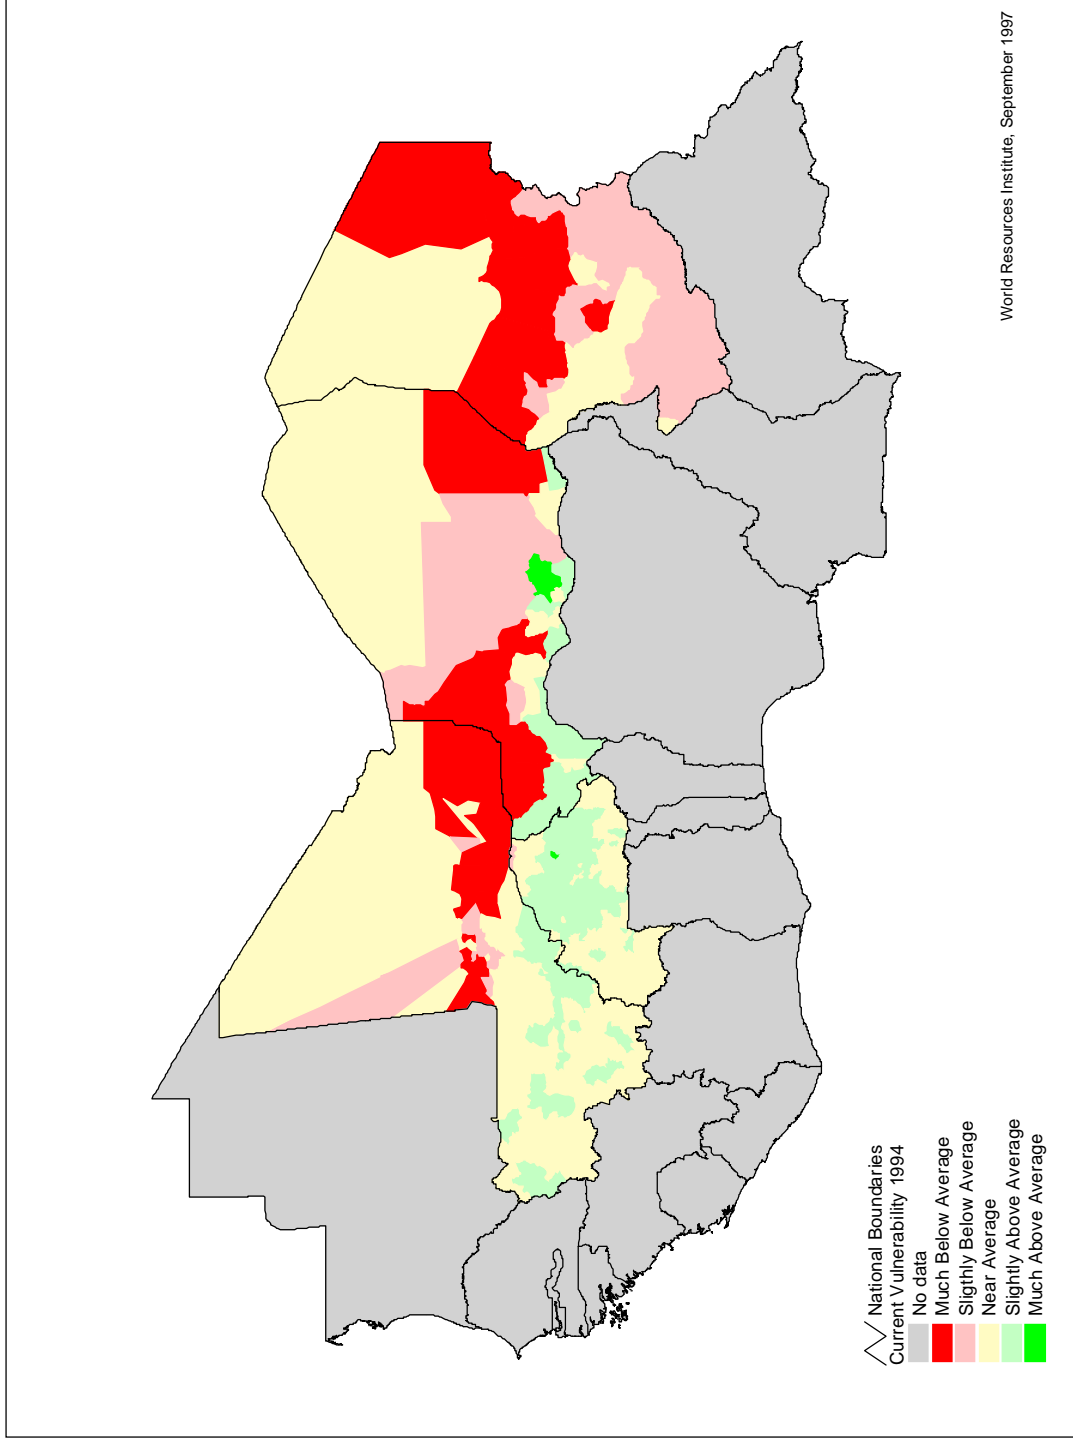 World Resources Institute, September 1997
National Boundaries
Current Vulnerability 1994
No data
Much Below Average
Sligthly Below Average
Near Average
Slightly Above Average
Much Above Average